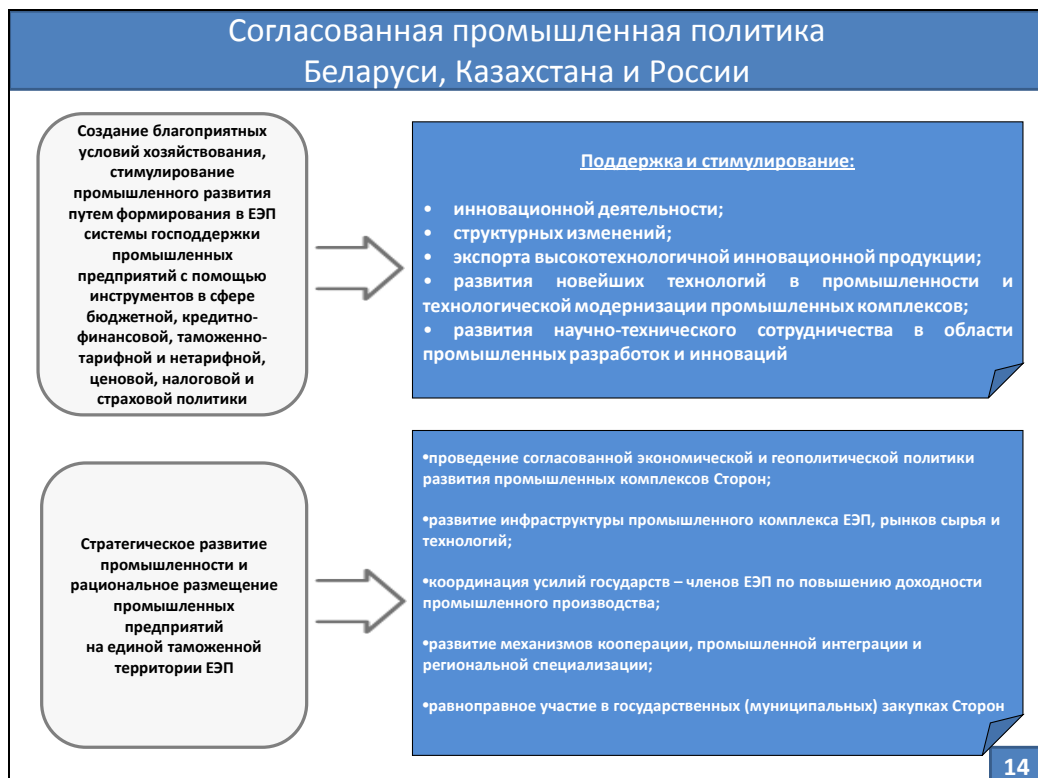 Согласованная промышленная политика
Беларуси, Казахстана и России
Создание благоприятных
условий хозяйствования,
стимулирование
промышленного развития
путем формирования в ЕЭП
системы господдержки
промышленных
предприятий с помощью
инструментов в сфере
бюджетной, кредитно-
финансовой, таможенно-
тарифной и нетарифной,
ценовой, налоговой и
страховой политики
Поддержка и стимулирование:
• инновационной деятельности;
• структурных изменений;
• экспорта высокотехнологичной инновационной продукции;
• развития новейших технологий в промышленности и
технологической модернизации промышленных комплексов;
• развития научно-технического сотрудничества в области
промышленных разработок и инноваций
Стратегическое развитие
промышленности и
рациональное размещение
промышленных
предприятий
на единой таможенной
территории ЕЭП
•проведение согласованной экономической и геополитической политики
развития промышленных комплексов Сторон;
•развитие инфраструктуры промышленного комплекса ЕЭП, рынков сырья и
технологий;
•координация усилий государств – членов ЕЭП по повышению доходности
промышленного производства;
•развитие механизмов кооперации, промышленной интеграции и
региональной специализации;
•равноправное участие в государственных (муниципальных) закупках Сторон
14